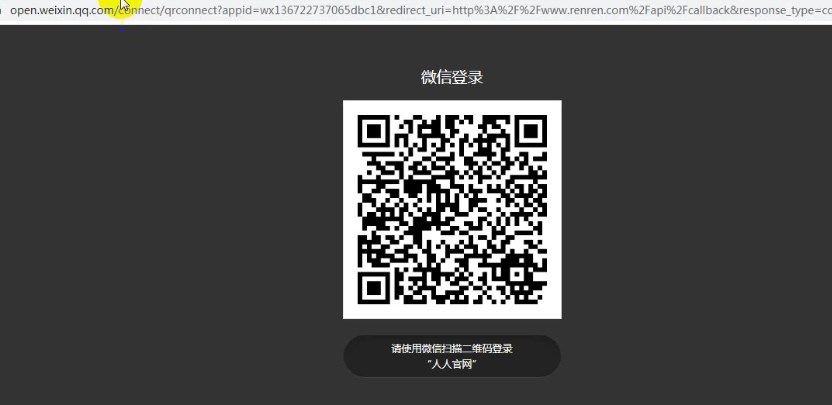 open.weixin.qq.com/connect/qrconnect?appid=wx136722737065dbc1&redirect_uri=http%3A%2F%2Fwww.renren.com%2Fapi%2Fcallback&response_type=co
微信登录
请使用微信扫描二维码登录
“人人官网”